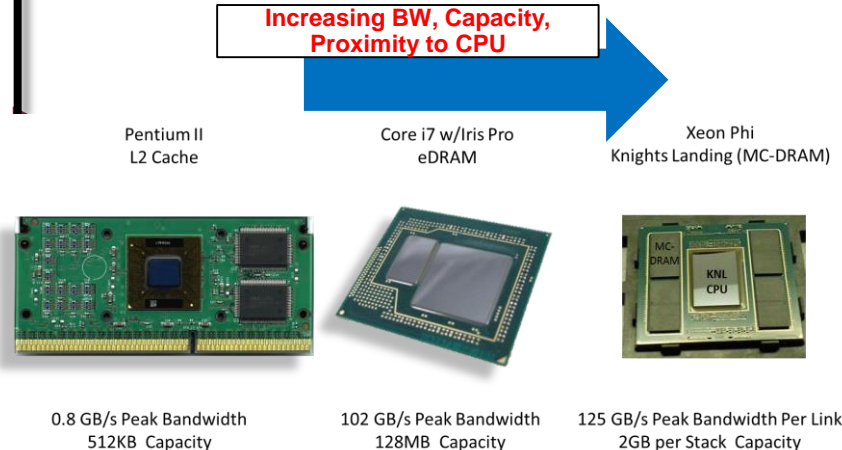 Increasing BW, Capacity,
Proximity to CPU
Pentium II
L2 Cache
Core i7 w/Iris Pro
eDRAM
Xeon Phi
Knights Landing (MC-DRAM)
MC-
DRAM
KNL
CPU
0.8 GB/s Peak Bandwidth
512KB Capacity
102 GB/s Peak Bandwidth
128MB Capacity
125 GB/s Peak Bandwidth Per Link
2GB per Stack Capacity